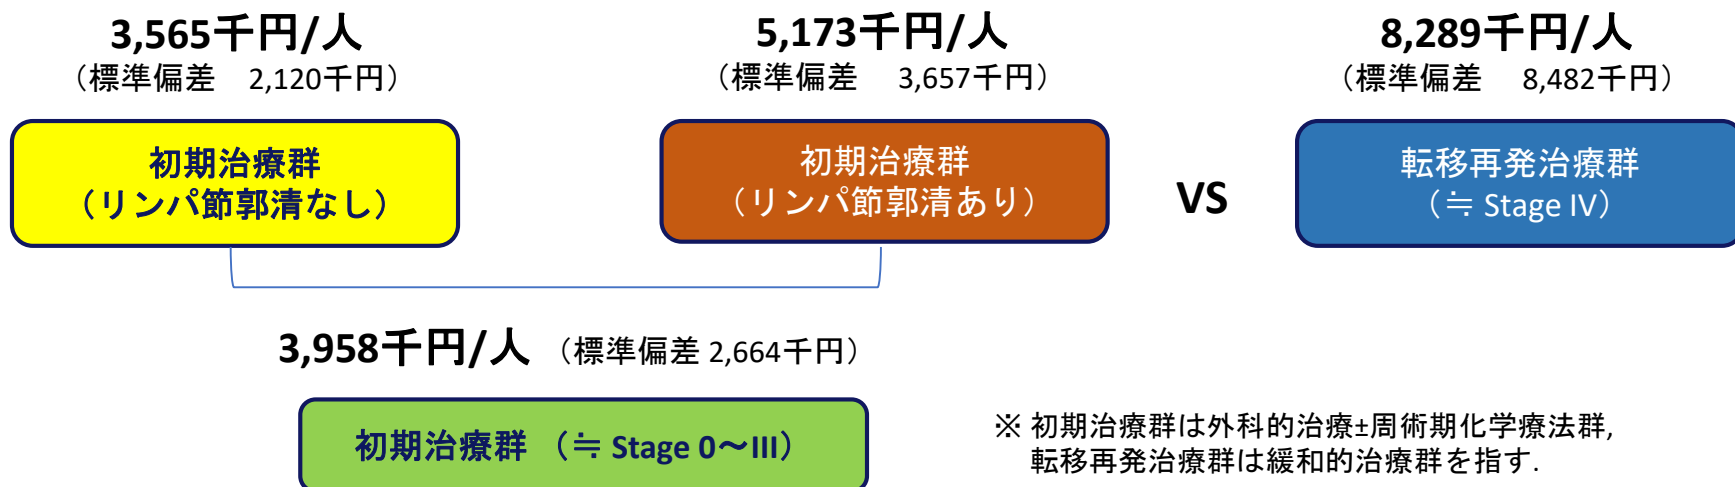 3,565千円/人
（標準偏差　2,120千円）
初期治療群
（リンパ節郭清なし）
5,173千円/人
（標準偏差　3,657千円）
初期治療群
（リンパ節郭清あり）
VS
8,289千円/人
（標準偏差　8,482千円）
転移再発治療群
（≒ Stage IV）
3,958千円/人 （標準偏差 2,664千円）
初期治療群 （≒ Stage 0～III）
※ 初期治療群は外科的治療±周術期化学療法群,
転移再発治療群は緩和的治療群を指す.